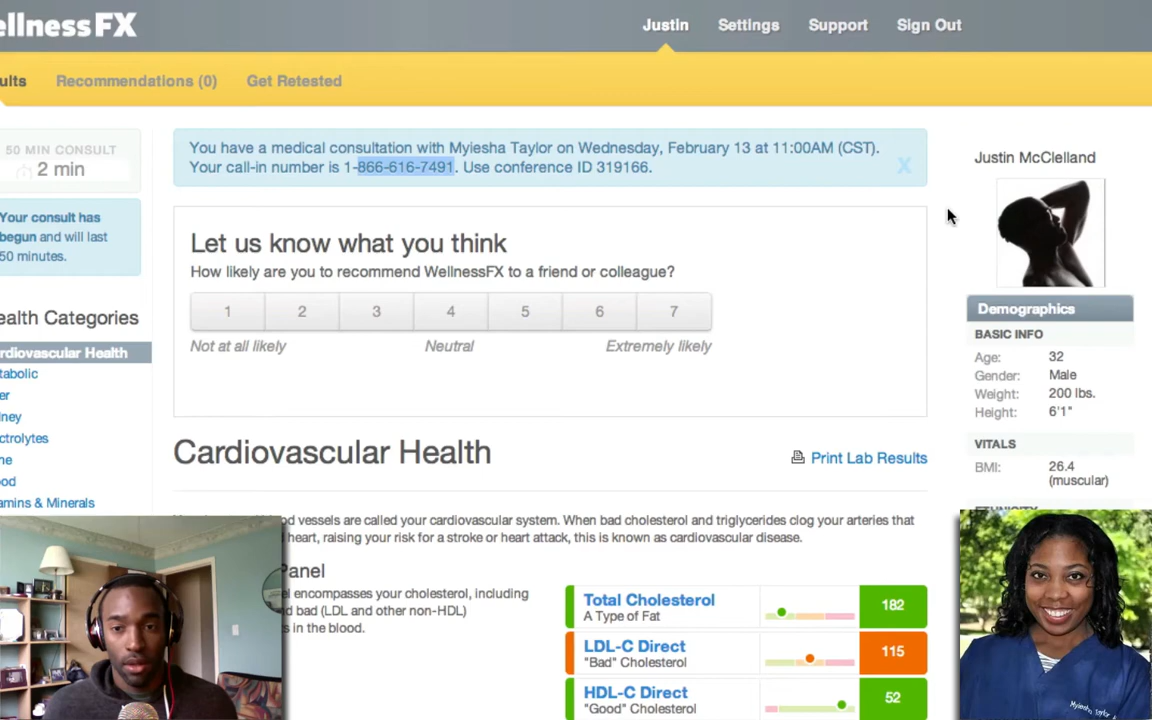 ellnessFX
Justin Settings Support Sign Out
ults Recommendations (0) Get Retested
50 MIN CONSULT
2 min
Your consult has
begun and will last
50 minutes.
ealth Categories
rdiovascular Health
tabolic
er
ney
ctrolytes
ne
ood
amins & Minerals
You have a medical consultation with Myiesha Taylor on Wednesday, February 13 at 11:00AM (CST).
Your call-in number is 1-866-616-7491. Use conference ID 319166.
X
Let us know what you think
How likely are you to recommend WellnessFX to a friend or colleague?
1 2 3 4 5 6 7
Not at all likely Neutral Extremely likely
Cardiovascular Health
Print Lab Results
od vessels are called your cardiovascular system. When bad cholesterol and triglycerides clog your arteries that
heart, raising your risk for a stroke or heart attack, this is known as cardiovascular disease.
Panel
el encompasses your cholesterol, including
nd bad (LDL and other non-HDL)
s in the blood.
Total Cholesterol
A Type of Fat
182
LDL-C Direct
"Bad" Cholesterol
115
HDL-C Direct
"Good" Cholesterol
52
Justin McClelland
Demographics
BASIC INFO
Age: 32
Gender: Male
Weight: 200 lbs.
Height: 6'1"
VITALS
BMI: 26.4
(muscular)
Myiesha Taylor